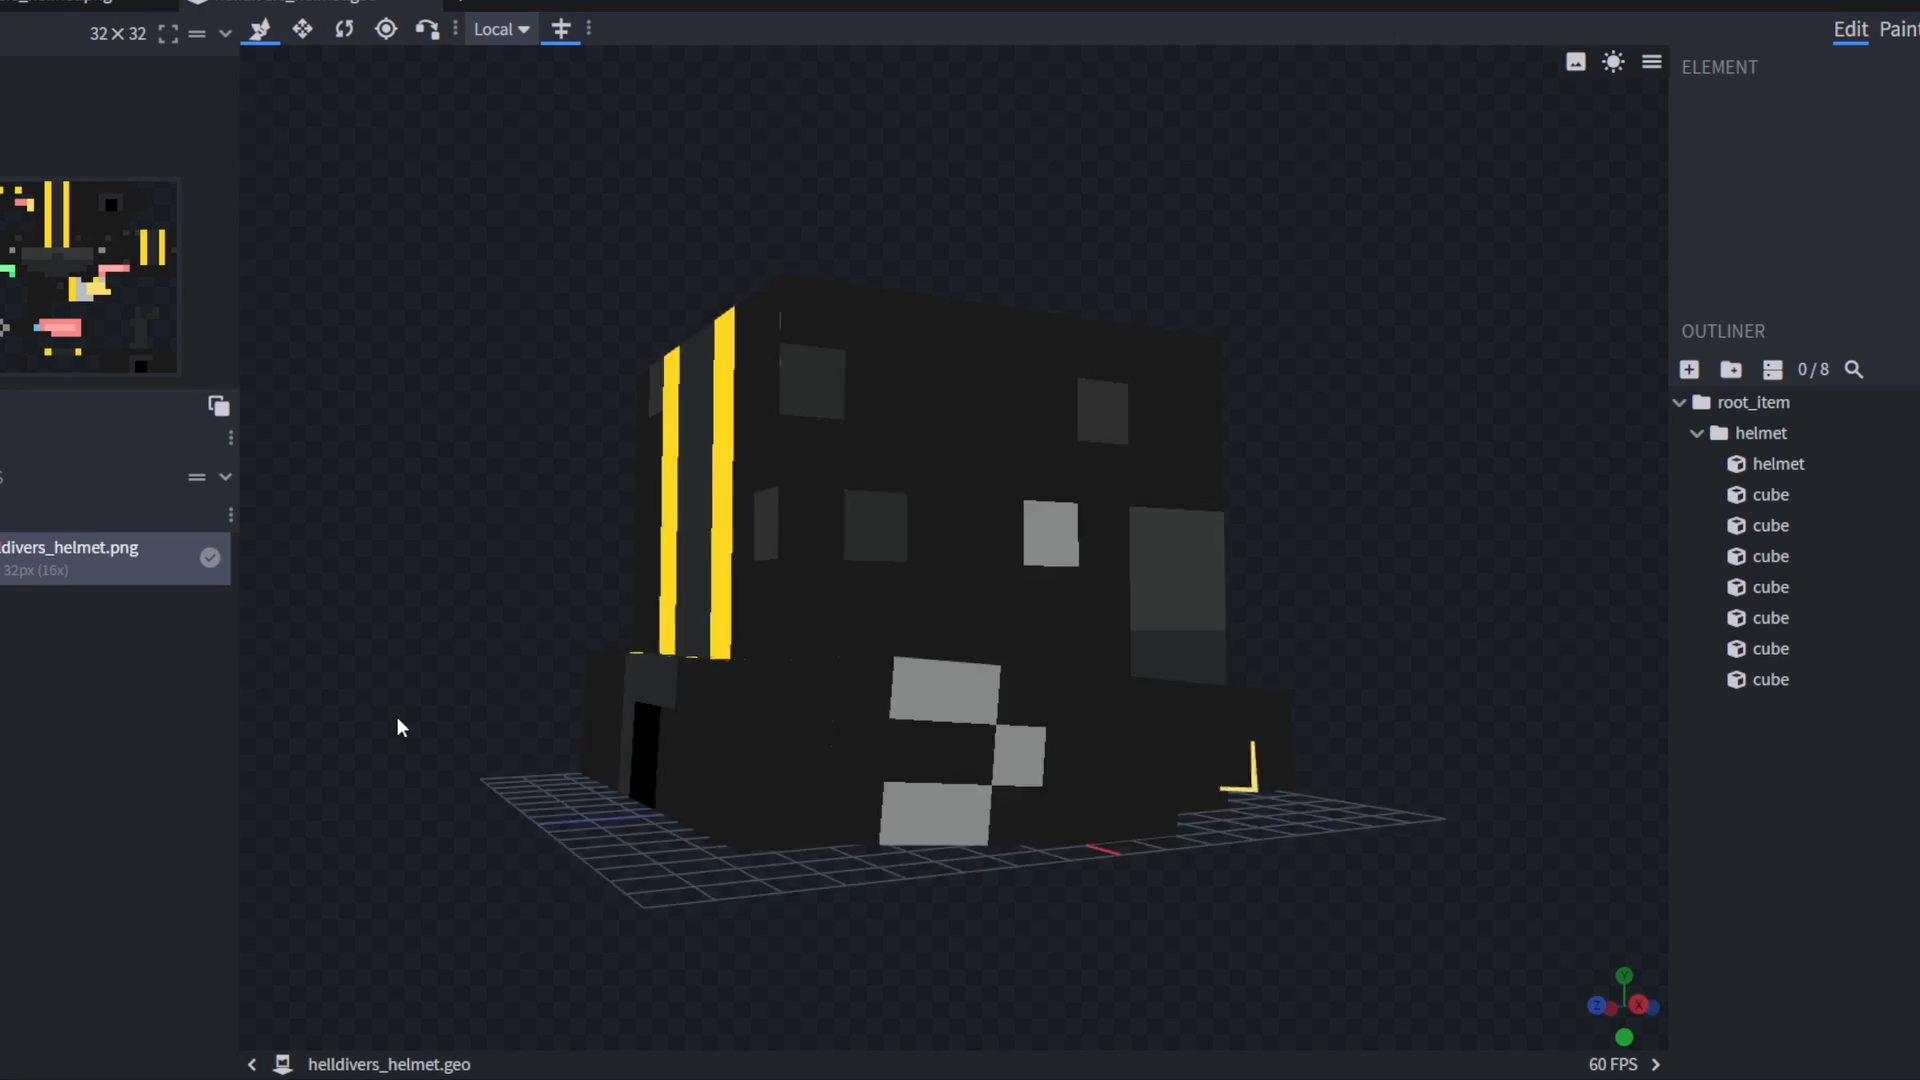 32×32
Local
Edit Pain
ELEMENT
OUTLINER
0 / 8
root_item
helmet
helmet
cube
cube
cube
cube
cube
cube
cube
S
divers_helmet.png
32px (16x)
Y
Z
X
helldivers_helmet.geo
60 FPS